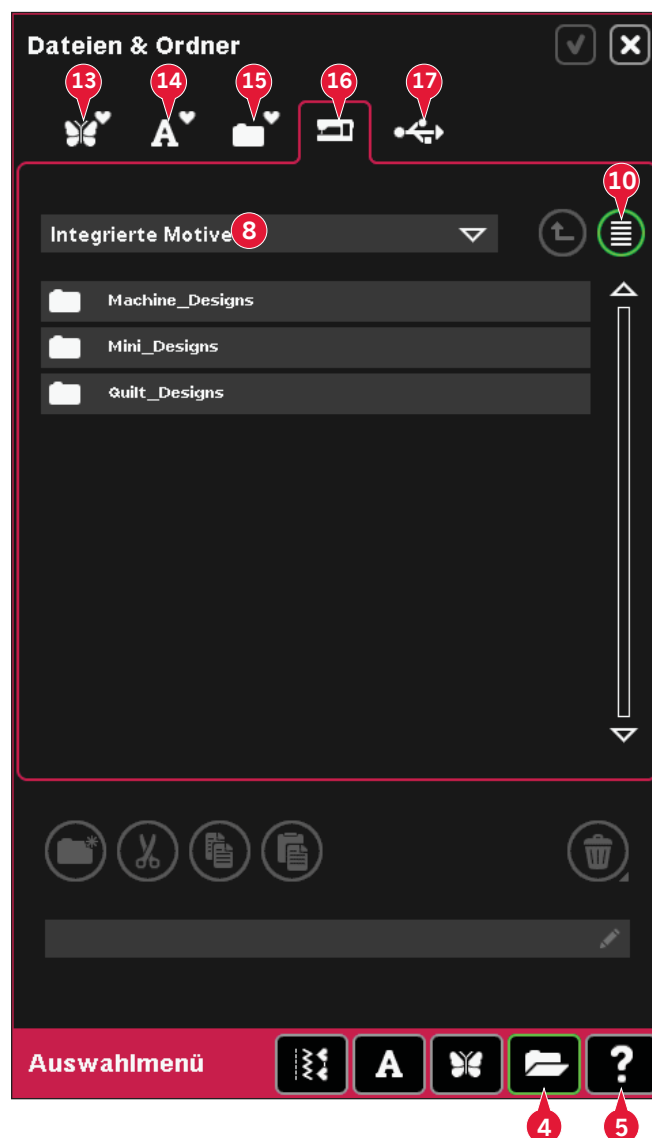 Dateien & Ordner
13 14 15 16 17
A
10
Integrierte Motive 8
Machine_Designs
Mini_Designs
Quilt_Designs
Auswahlmenü A ?
4 5